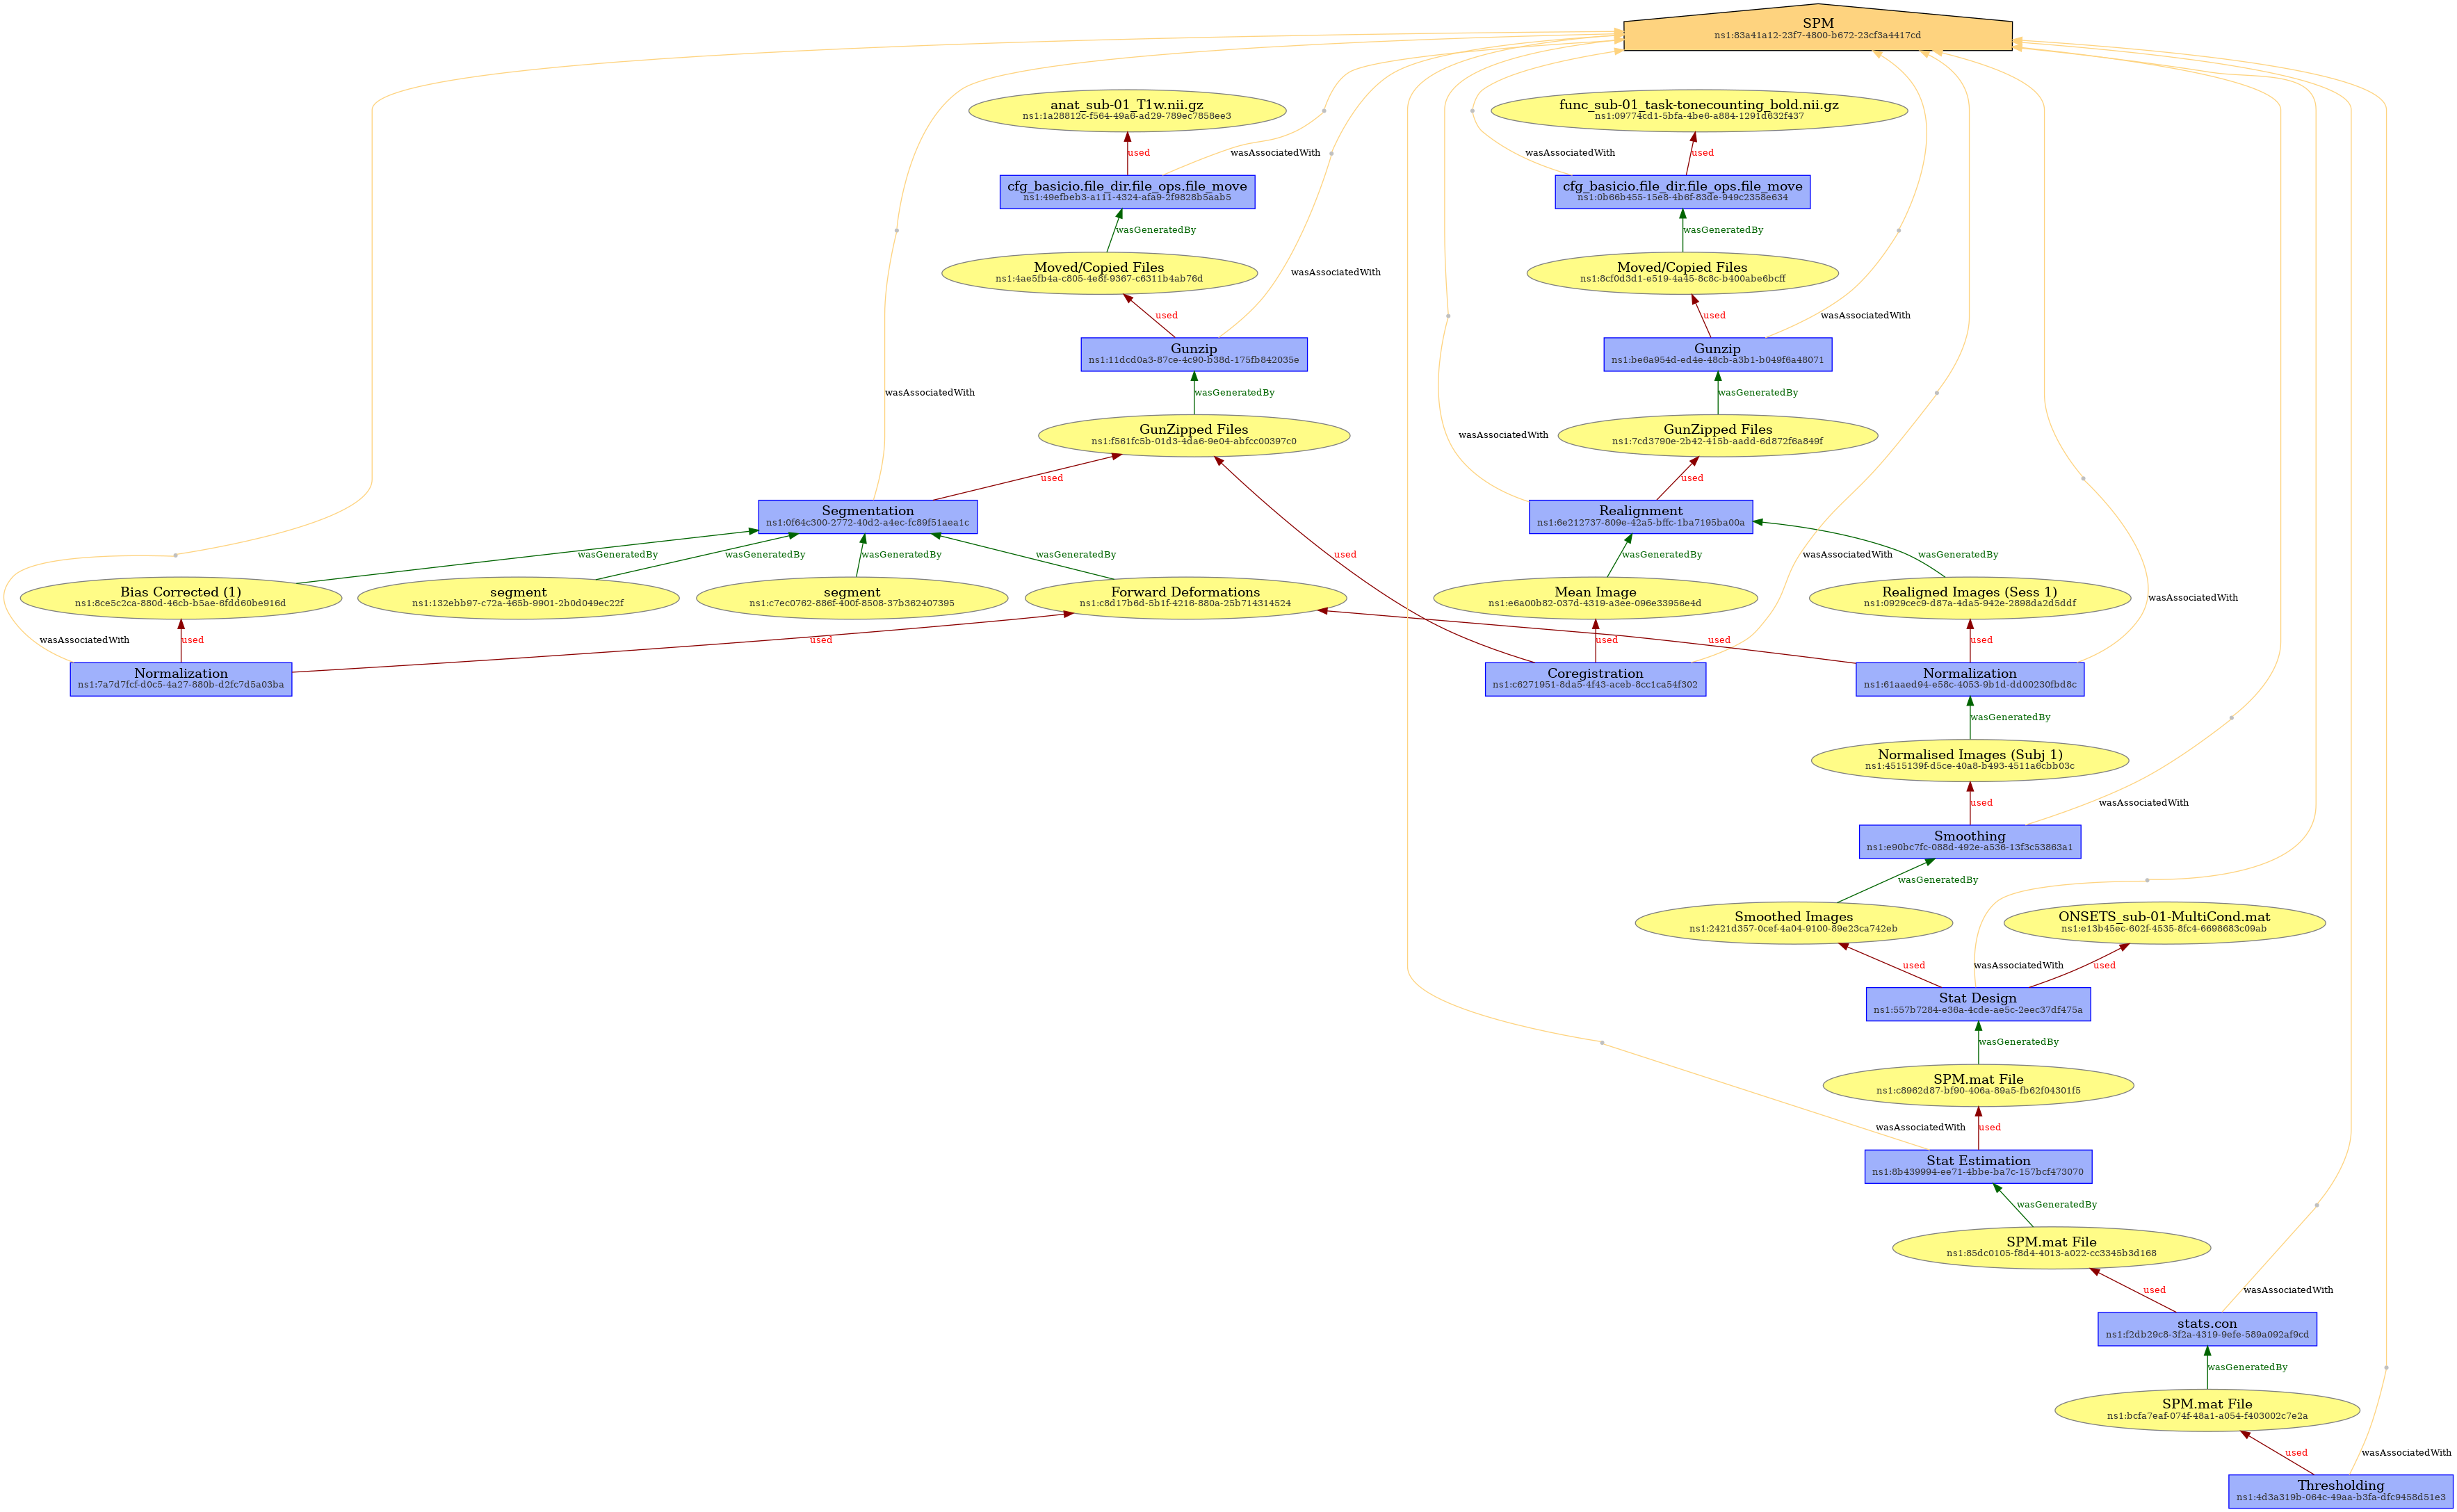 SPM
ns1:83a41a12-23f7-4800-b672-23cf3a4417cd
anat_sub-01_T1w.nii.gz
ns1:1a28812c-f564-49a6-ad29-789ec7858ee3
func_sub-01_task-tonecounting_bold.nii.gz
ns1:09774cd1-5bfa-4be6-a884-1291d632f437
used
wasAssociatedWith
wasAssociatedWith
used
cfg_basicio.file_dir.file_ops.file_move
ns1:49efbeb3-a111-4324-afa9-2f9828b5aab5
cfg_basicio.file_dir.file_ops.file_move
ns1:0b66b455-15e8-4b6f-83de-949c2358e634
wasGeneratedBy
wasGeneratedBy
Moved/Copied Files
ns1:4ae5fb4a-c805-4e8f-9367-c6311b4ab76d
Moved/Copied Files
ns1:8cf0d3d1-e519-4a45-8c8c-b400abe6bcff
used
wasAssociatedWith
used
wasAssociatedWith
Gunzip
ns1:11dcd0a3-87ce-4c90-b38d-175fb842035e
Gunzip
ns1:be6a954d-ed4e-48cb-a3b1-b049f6a48071
wasAssociatedWith
wasGeneratedBy
wasGeneratedBy
GunZipped Files
ns1:f561fc5b-01d3-4da6-9e04-abfcc00397c0
GunZipped Files
ns1:7cd3790e-2b42-415b-aadd-6d872f6a849f
used
wasAssociatedWith
used
Segmentation
ns1:0f64c300-2772-40d2-a4ec-fc89f51aea1c
Realignment
ns1:6e212737-809e-42a5-bffc-1ba7195ba00a
wasGeneratedBy
wasGeneratedBy
wasGeneratedBy
wasGeneratedBy
used
wasGeneratedBy
wasAssociatedWith
wasGeneratedBy
Bias Corrected (1)
ns1:8ce5c2ca-880d-46cb-b5ae-6fdd60be916d
segment
ns1:132ebb97-c72a-465b-9901-2b0d049ec22f
segment
ns1:c7ec0762-886f-400f-8508-37b362407395
Forward Deformations
ns1:c8d17b6d-5b1f-4216-880a-25b714314524
Mean Image
ns1:e6a00b82-037d-4319-a3ee-096e33956e4d
Realigned Images (Sess 1)
ns1:0929cec9-d87a-4da5-942e-2898da2d5ddf
wasAssociatedWith
wasAssociatedWith
used
used
used
used
used
Normalization
ns1:7a7d7fcf-d0c5-4a27-880b-d2fc7d5a03ba
Coregistration
ns1:c6271951-8da5-4f43-aceb-8cc1ca54f302
Normalization
ns1:61aaed94-e58c-4053-9b1d-dd00230fbd8c
wasGeneratedBy
Normalised Images (Subj 1)
ns1:4515139f-d5ce-40a8-b493-4511a6cbb03c
used
wasAssociatedWith
Smoothing
ns1:e90bc7fc-088d-492e-a536-13f3c53863a1
wasGeneratedBy
Smoothed Images
ns1:2421d357-0cef-4a04-9100-89e23ca742eb
ONSETS_sub-01-MultiCond.mat
ns1:e13b45ec-602f-4535-8fc4-6698683c09ab
used
wasAssociatedWith
used
Stat Design
ns1:557b7284-e36a-4cde-ae5c-2eec37df475a
wasGeneratedBy
SPM.mat File
ns1:c8962d87-bf90-406a-89a5-fb62f04301f5
wasAssociatedWith
used
Stat Estimation
ns1:8b439994-ee71-4bbe-ba7c-157bcf473070
wasGeneratedBy
SPM.mat File
ns1:85dc0105-f8d4-4013-a022-cc3345b3d168
used
wasAssociatedWith
stats.con
ns1:f2db29c8-3f2a-4319-9efe-589a092af9cd
wasGeneratedBy
SPM.mat File
ns1:bcfa7eaf-074f-48a1-a054-f403002c7e2a
used
wasAssociatedWith
Thresholding
ns1:4d3a319b-064c-49aa-b3fa-dfc9458d51e3